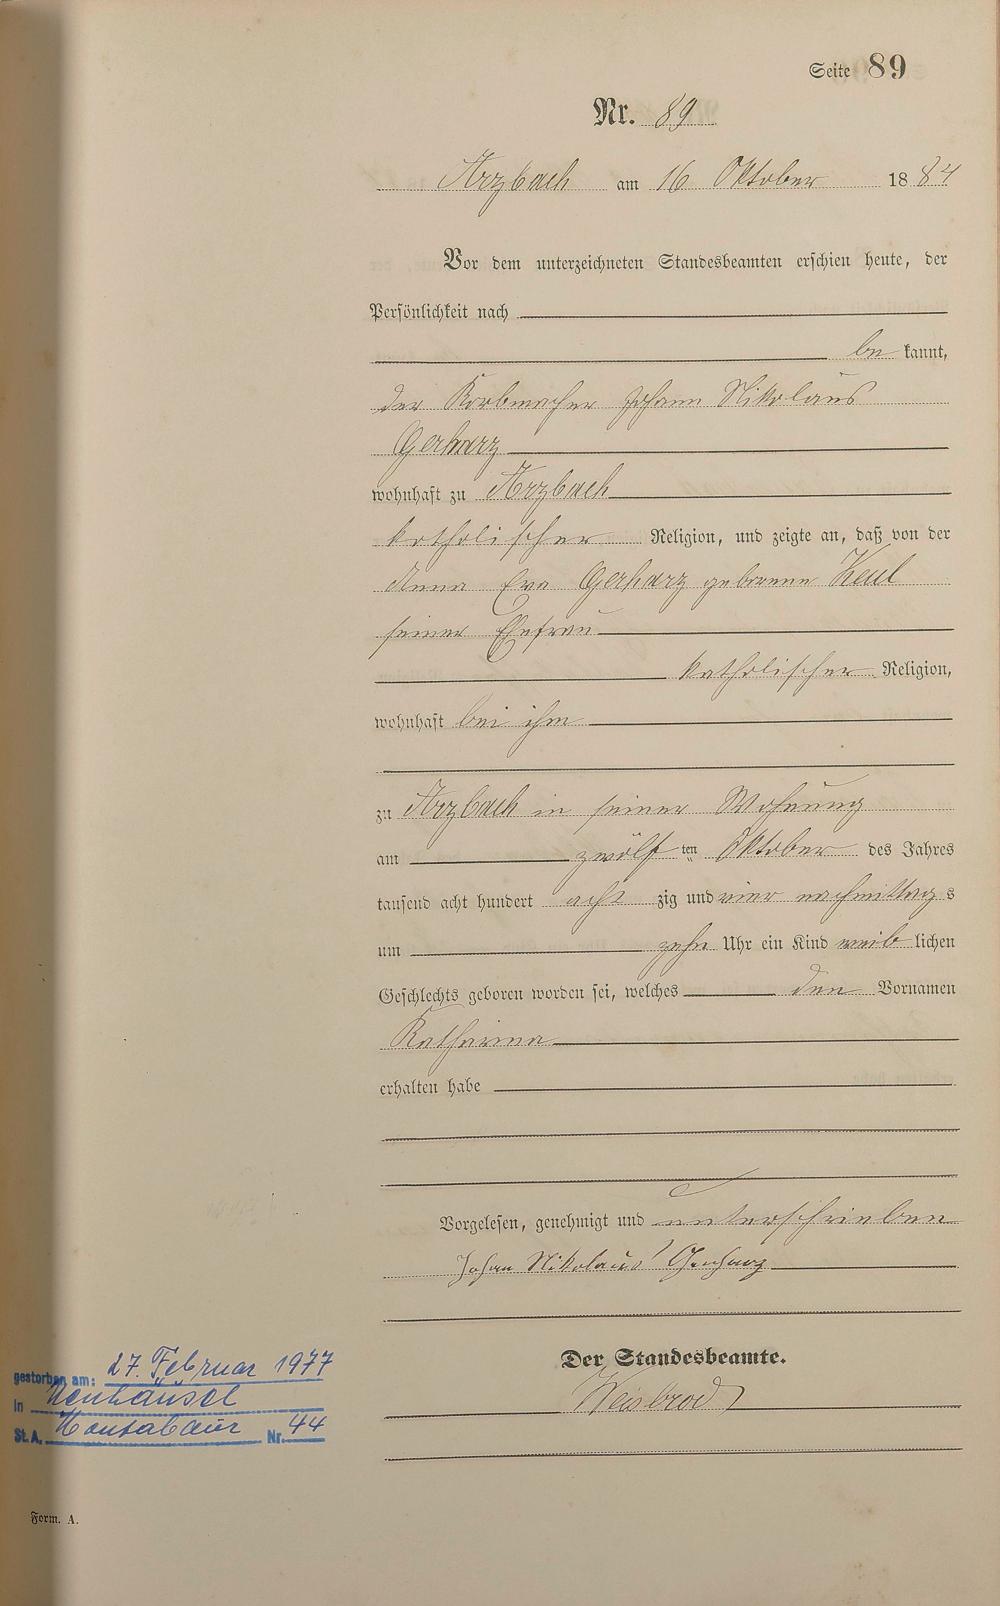 Seite 89
Nr. 89
Arzbach am 16 Oktober 1884
Vor dem unterzeichneten Standesbeamten erschien heute, der
Persönlichkeit nach
bekannt,
der Korbmacher Johann Nikolaus
Gerharz
wohnhaft zu Arzbach
katholischer Religion, und zeigte an, daß von der
Anna Eva Gerharz geborene Keul
seiner Ehefrau
katholischer Religion,
wohnhaft bei ihm
zu Arzbach in seiner Wohnung
am zwölften Oktober des Jahres
tausend acht hundert achtzig und vier nachmittags
um zehn Uhr ein Kind weiblichen
Geschlechts geboren worden sei, welches den Vornamen
Katharina
erhalten habe
Vorgelesen, genehmigt und unterschrieben
Johan Nikolaus Gerharz
Der Standesbeamte.
Weisbrod
gestorben am: 27. Februar 1977
in Neuhäusel
St. A. Montabaur Nr. 44
Form. A.